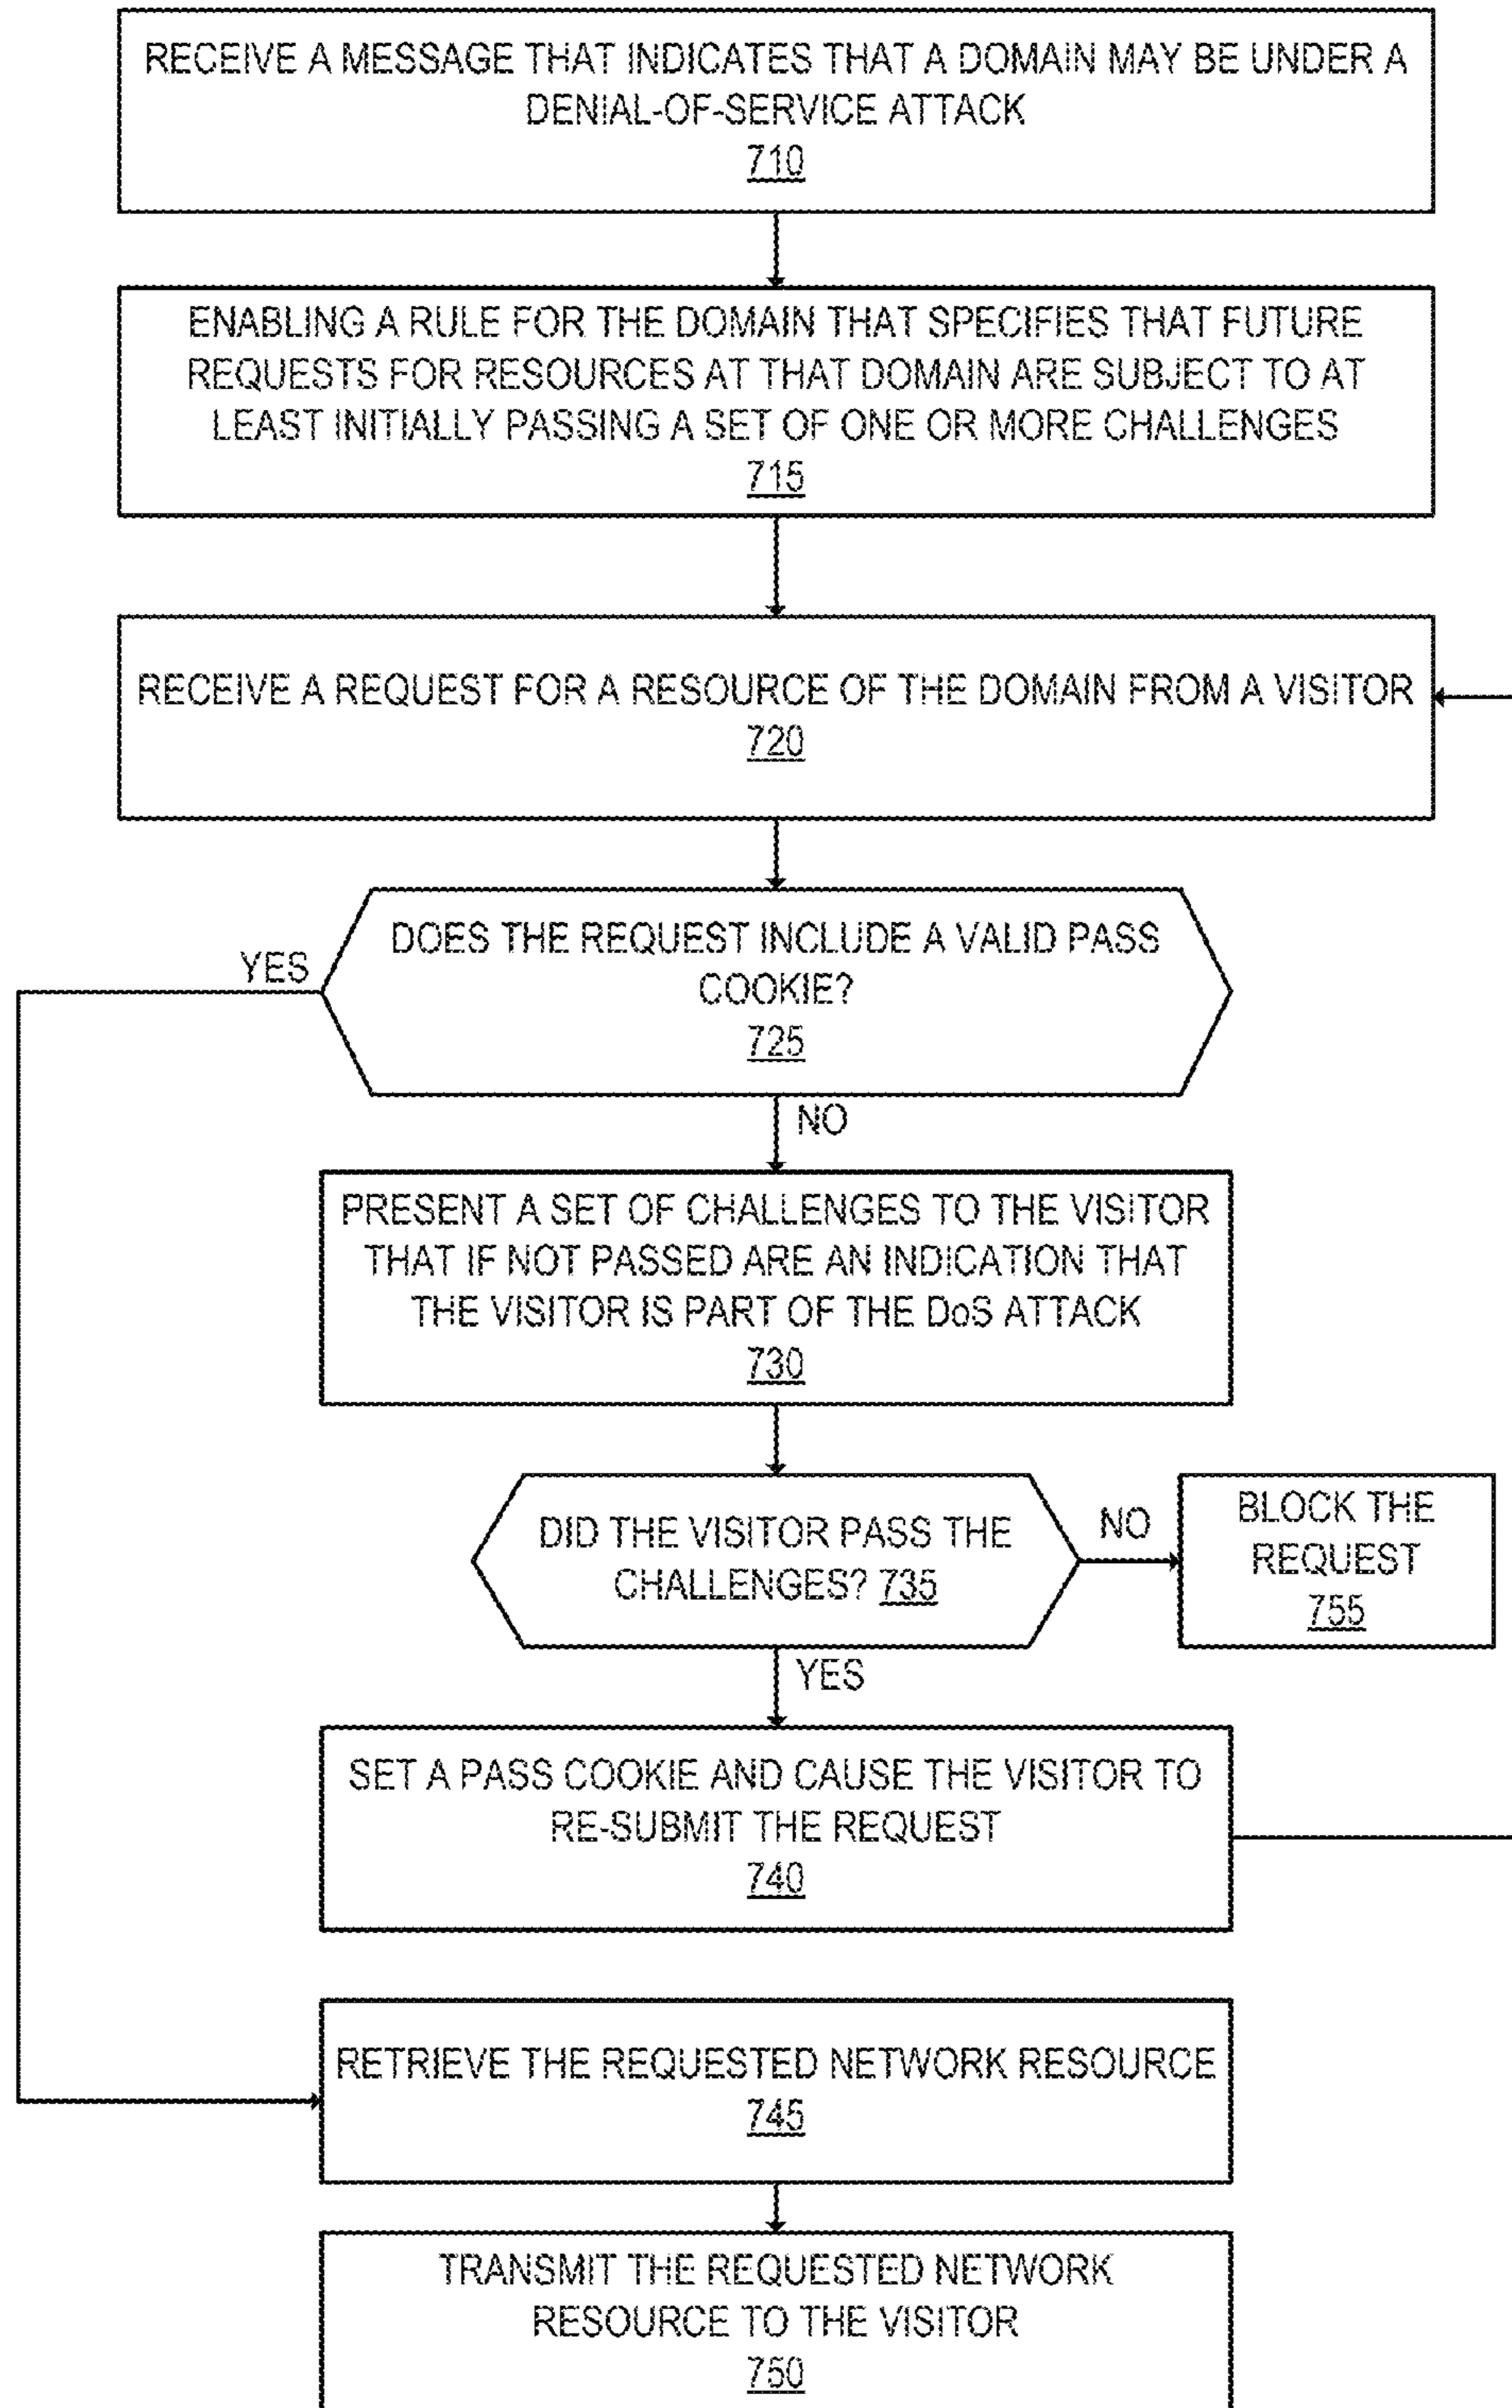 RECEIVE A MESSAGE THAT INDICATES THAT A DOMAIN MAY BE UNDER A
DENIAL-OF-SERVICE ATTACK
710
ENABLING A RULE FOR THE DOMAIN THAT SPECIFIES THAT FUTURE
REQUESTS FOR RESOURCES AT THAT DOMAIN ARE SUBJECT TO AT
LEAST INITIALLY PASSING A SET OF ONE OR MORE CHALLENGES
715
RECEIVE A REQUEST FOR A RESOURCE OF THE DOMAIN FROM A VISITOR
720
DOES THE REQUEST INCLUDE A VALID PASS
COOKIE?
725
YES
NO
PRESENT A SET OF CHALLENGES TO THE VISITOR
THAT IF NOT PASSED ARE AN INDICATION THAT
THE VISITOR IS PART OF THE DoS ATTACK
730
DID THE VISITOR PASS THE
CHALLENGES? 735
NO
BLOCK THE
REQUEST
755
YES
SET A PASS COOKIE AND CAUSE THE VISITOR TO
RE-SUBMIT THE REQUEST
740
RETRIEVE THE REQUESTED NETWORK RESOURCE
745
TRANSMIT THE REQUESTED NETWORK
RESOURCE TO THE VISITOR
750